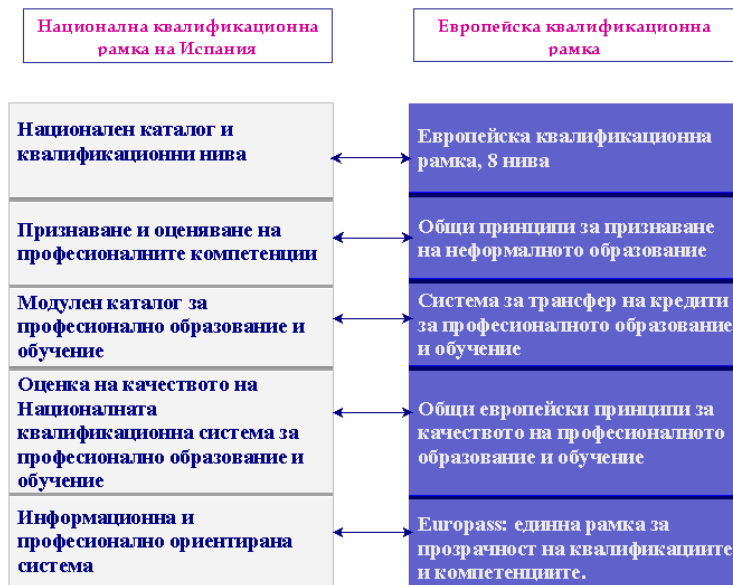 Национална квалификационна
рамка на Испания
Европейска квалификационна
рамка
Национален каталог и
квалификационни нива
Европейска квалификационна
рамка, 8 нива
Признаване и оценяване на
професионалните компетенции
Общи принципи за признаване
на неформалното образование
Модулен каталог за
професионално образование и
обучение
Система за трансфер на кредити
за професионалното образование
и обучение
Оценка на качеството на
Националната
квалификационна система за
професионално образование и
обучение
Общи европейски принципи за
качеството на професионалното
образование и обучение
Информационна и
професионално ориентирана
система
Europass: единна рамка за
прозрачност на квалификациите
и компетенциите.